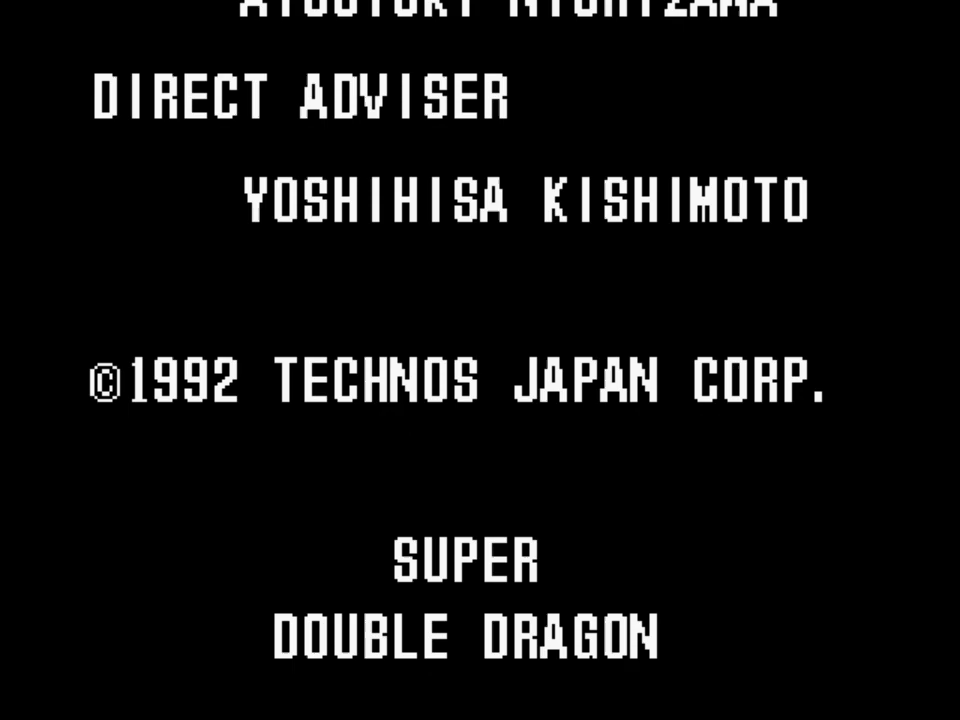 DIRECT ADVISER
YOSHIHISA KISHIMOTO
©1992 TECHNOS JAPAN CORP.
SUPER
DOUBLE DRAGON